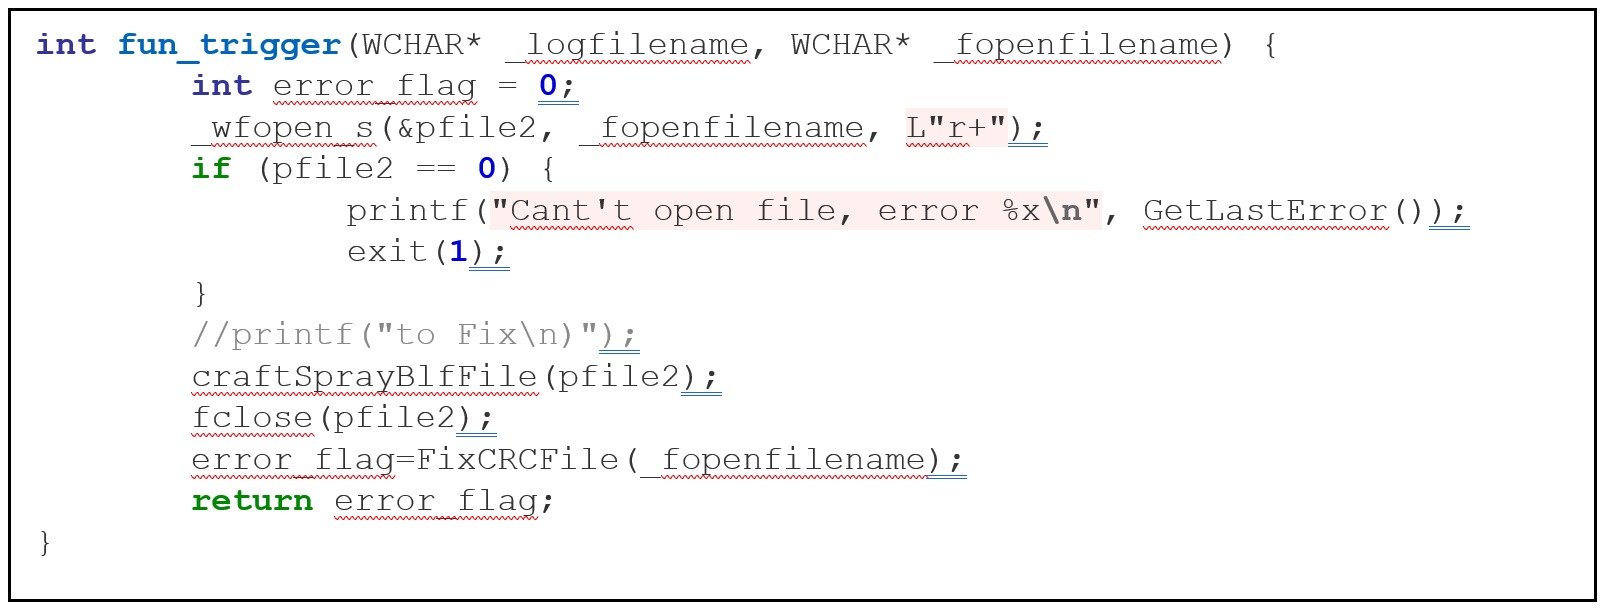 int fun_trigger(WCHAR* _logfilename, WCHAR* _fopenfilename) {
int error_flag = 0;
_wfopen_s(&pfile2, _fopenfilename, L"r+");
if (pfile2 == 0) {
printf("Cant't open file, error %x\n", GetLastError());
exit(1);
}
//printf("to Fix\n)");
craftSprayBlfFile(pfile2);
fclose(pfile2);
error_flag=FixCRCFile(_fopenfilename);
return error_flag;
}